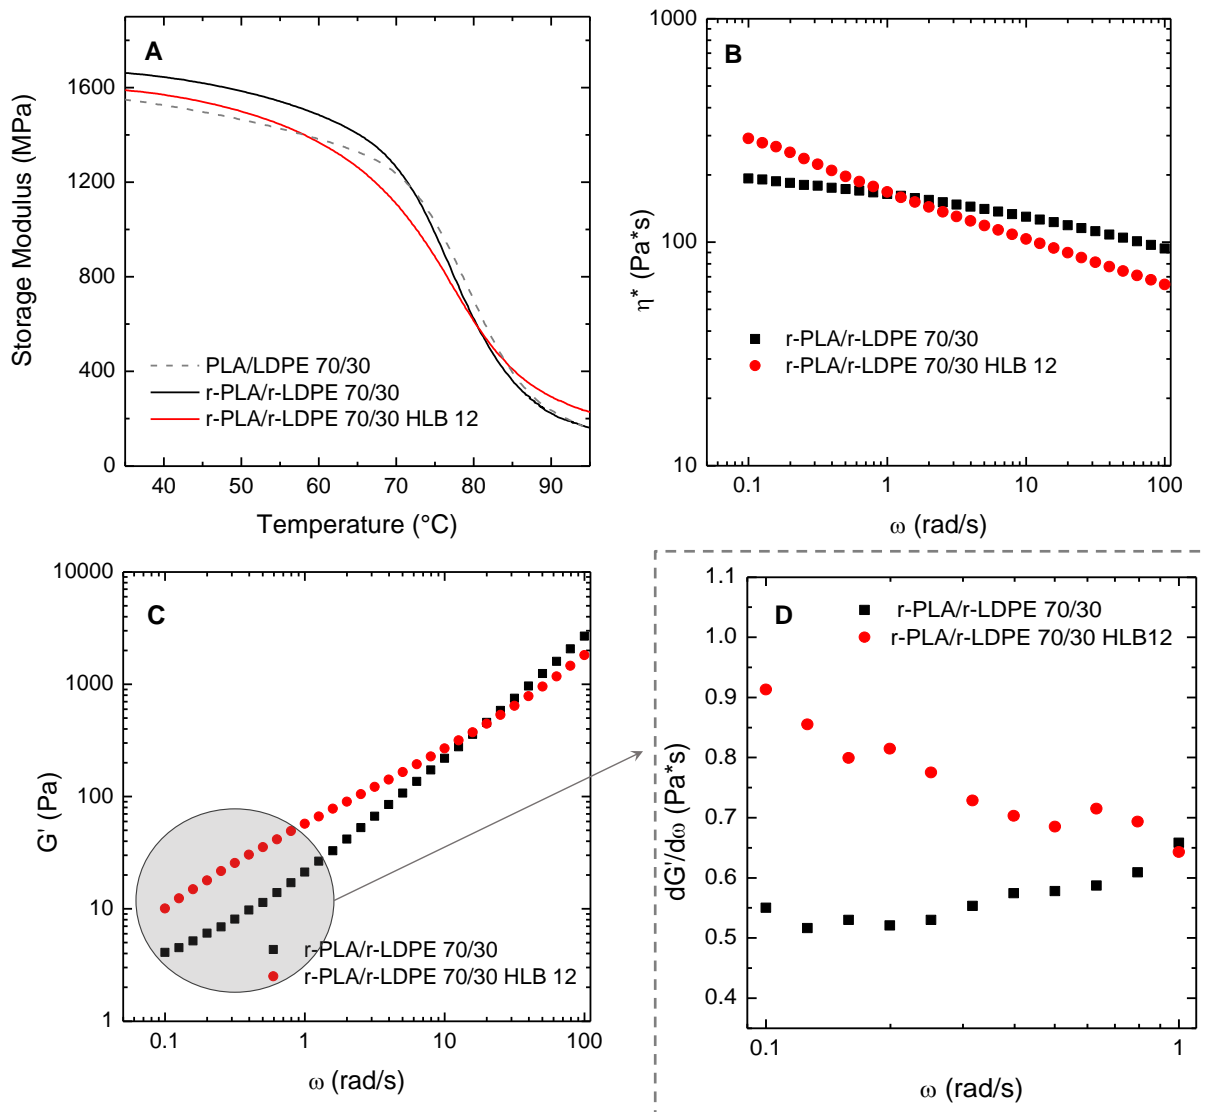 A
Storage Modulus (MPa)
1600
1200
800
400
0
PLA/LDPE 70/30
r-PLA/r-LDPE 70/30
r-PLA/r-LDPE 70/30 HLB 12
40 50 60 70 80 90
Temperature (°C)
B
η* (Pa*s)
1000
100
10
r-PLA/r-LDPE 70/30
r-PLA/r-LDPE 70/30 HLB 12
0.1 1 10 100
ω (rad/s)
C
G' (Pa)
10000
1000
100
10
1
r-PLA/r-LDPE 70/30
r-PLA/r-LDPE 70/30 HLB 12
0.1 1 10 100
ω (rad/s)
D
dG'/dω (Pa*s)
1.1
1.0
0.9
0.8
0.7
0.6
0.5
0.4
r-PLA/r-LDPE 70/30
r-PLA/r-LDPE 70/30 HLB12
0.1 1
ω (rad/s)